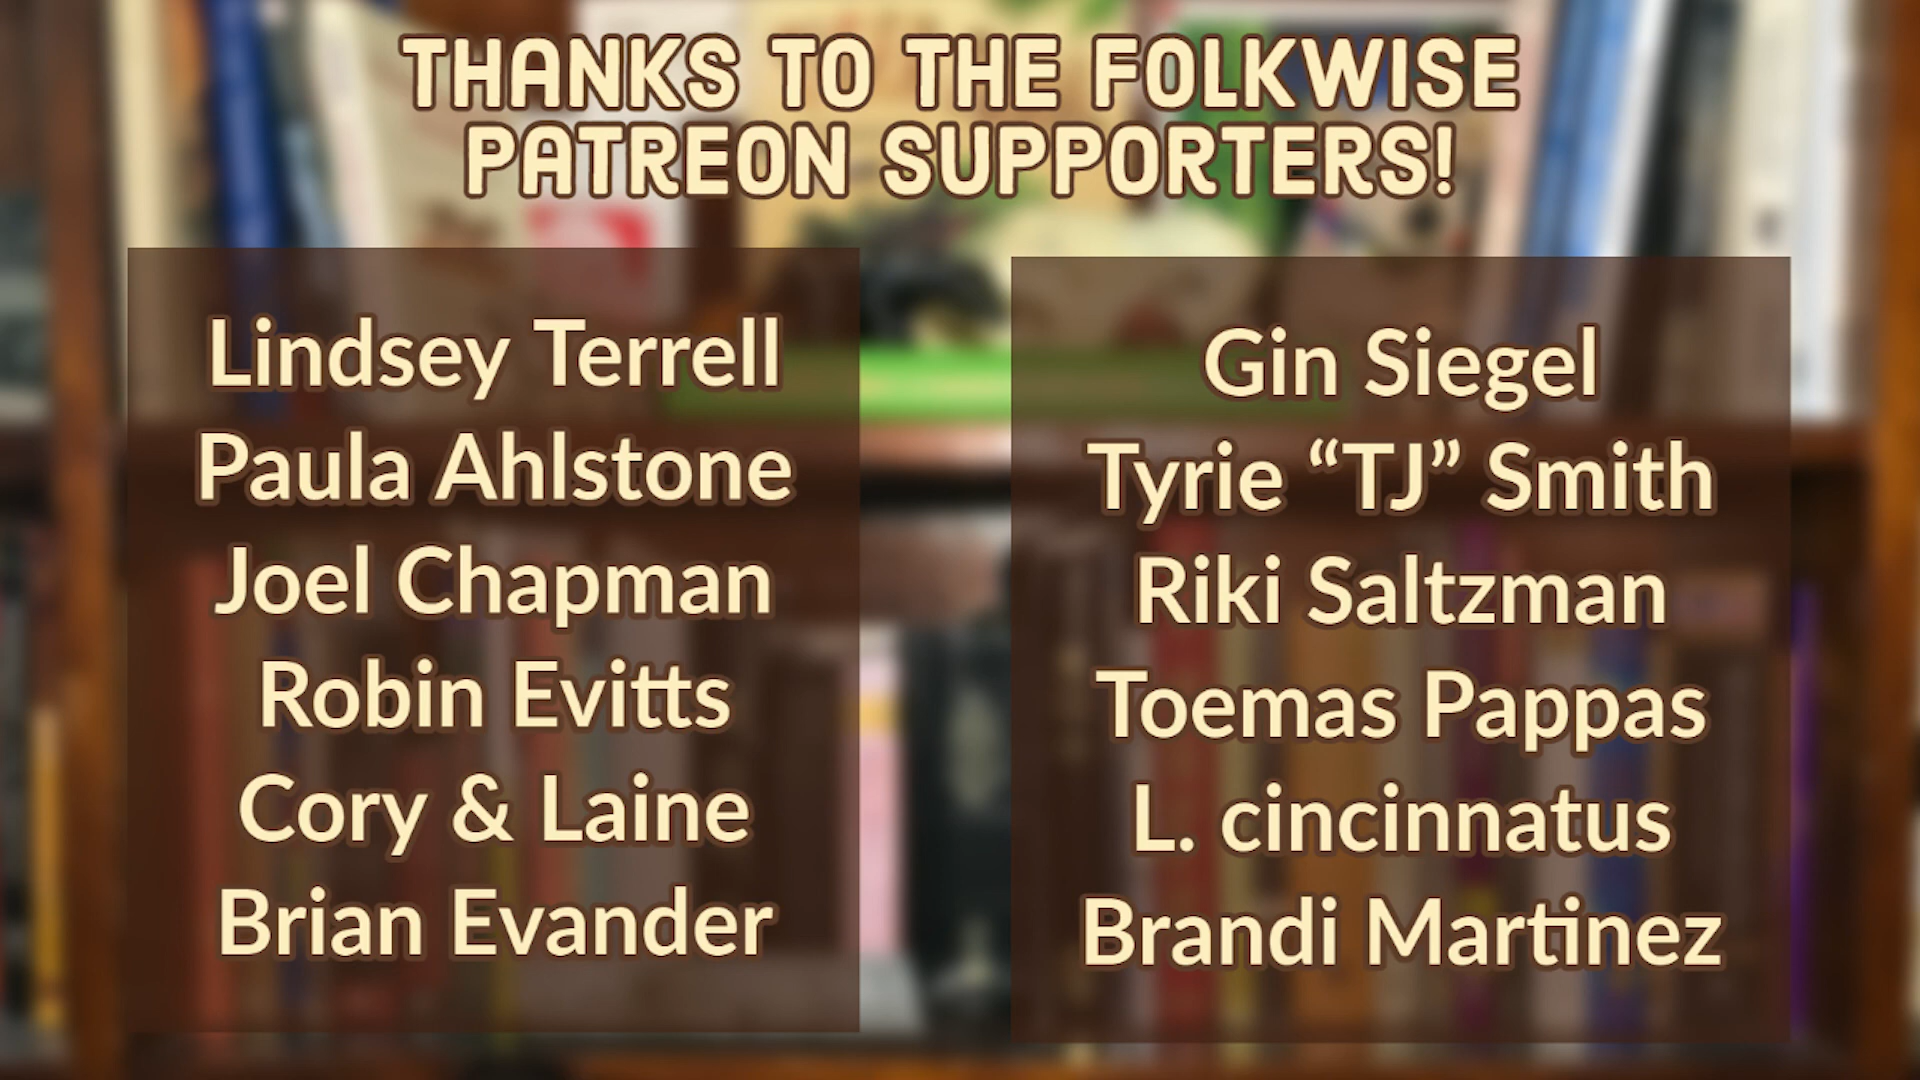 THANKS TO THE FOLKWISE
PATREON SUPPORTERS!
Lindsey Terrell
Paula Ahlstone
Joel Chapman
Robin Evitts
Cory & Laine
Brian Evander
Gin Siegel
Tyrie “TJ” Smith
Riki Saltzman
Toemas Pappas
L. cincinnatus
Brandi Martinez